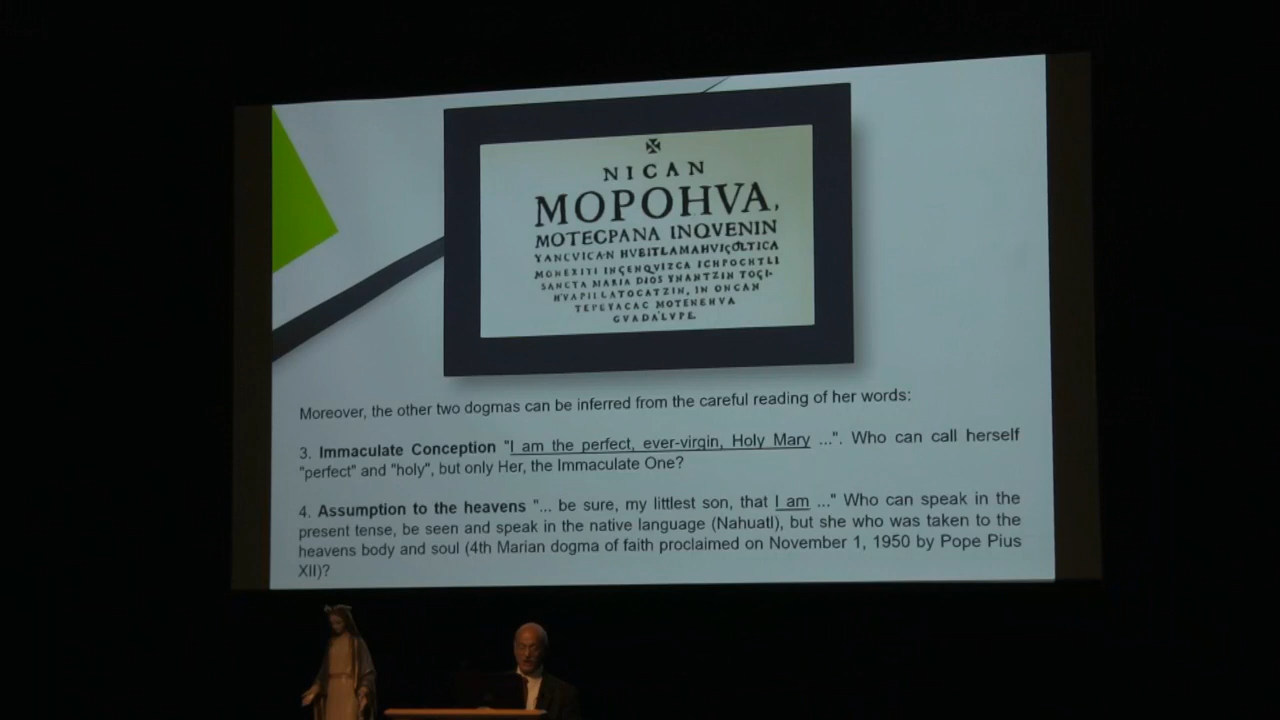 NICAN
MOPOHVA,
MOTECPANA INQVENIN
YANCVICAN HVEITLAMAHVIÇOLTICA
MONEXITI INÇENQVIZCA ICHPOCHTLI
SANCTA MARIA DIOS YNANTZIN TOÇI-
HVAPILLATOCATZIN, IN ONCAN
TEPEYACAC MOTENEHVA
GVADALVPE.
Moreover, the other two dogmas can be inferred from the careful reading of her words:
3. Immaculate Conception "I am the perfect, ever-virgin, Holy Mary ...". Who can call herself
"perfect" and "holy", but only Her, the Immaculate One?
4. Assumption to the heavens "... be sure, my littlest son, that I am ..." Who can speak in the
present tense, be seen and speak in the native language (Nahuatl), but she who was taken to the
heavens body and soul (4th Marian dogma of faith proclaimed on November 1, 1950 by Pope Pius
XII)?